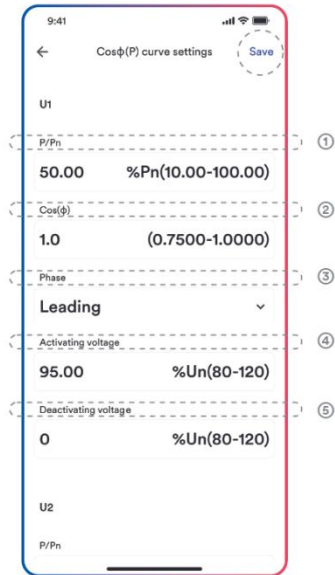 9:41
Cosϕ(P) curve settings Save
U1
P/Pn ①
50.00 %Pn(10.00-100.00)
Cos(ϕ) ②
1.0 (0.7500-1.0000)
Phase ③
Leading
Activating voltage ④
95.00 %Un(80-120)
Deactivating voltage ⑤
0 %Un(80-120)
U2
P/Pn